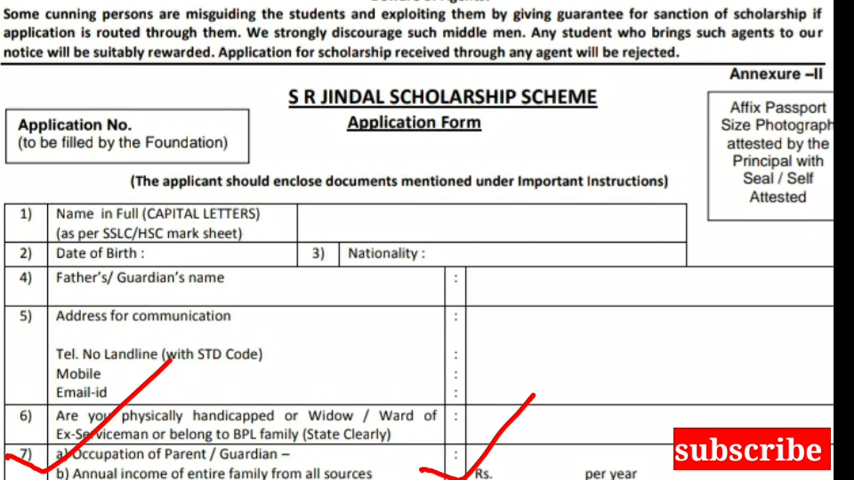 Some cunning persons are misguiding the students and exploiting them by giving guarantee for sanction of scholarship if
application is routed through them. We strongly discourage such middle men. Any student who brings such agents to our
notice will be suitably rewarded. Application for scholarship received through any agent will be rejected.
Annexure –II
S R JINDAL SCHOLARSHIP SCHEME
Application Form
Application No.
(to be filled by the Foundation)
Affix Passport
Size Photograph
attested by the
Principal with
Seal / Self
Attested
(The applicant should enclose documents mentioned under Important Instructions)
1) Name in Full (CAPITAL LETTERS)
(as per SSLC/HSC mark sheet)
2) Date of Birth : 3) Nationality :
4) Father's/ Guardian's name :
5) Address for communication :
Tel. No Landline (with STD Code) :
Mobile :
Email-id :
6) Are you physically handicapped or Widow / Ward of :
Ex-Serviceman or belong to BPL family (State Clearly)
7) a) Occupation of Parent / Guardian – :
b) Annual income of entire family from all sources : Rs. per year
subscribe